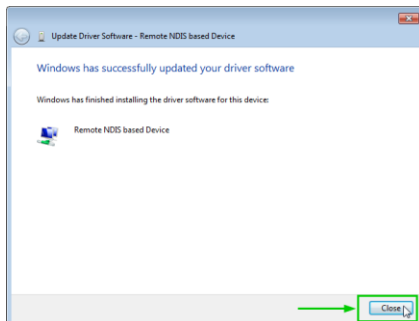 Update Driver Software - Remote NDIS based Device
Windows has successfully updated your driver software
Windows has finished installing the driver software for this device:
Remote NDIS based Device
Close